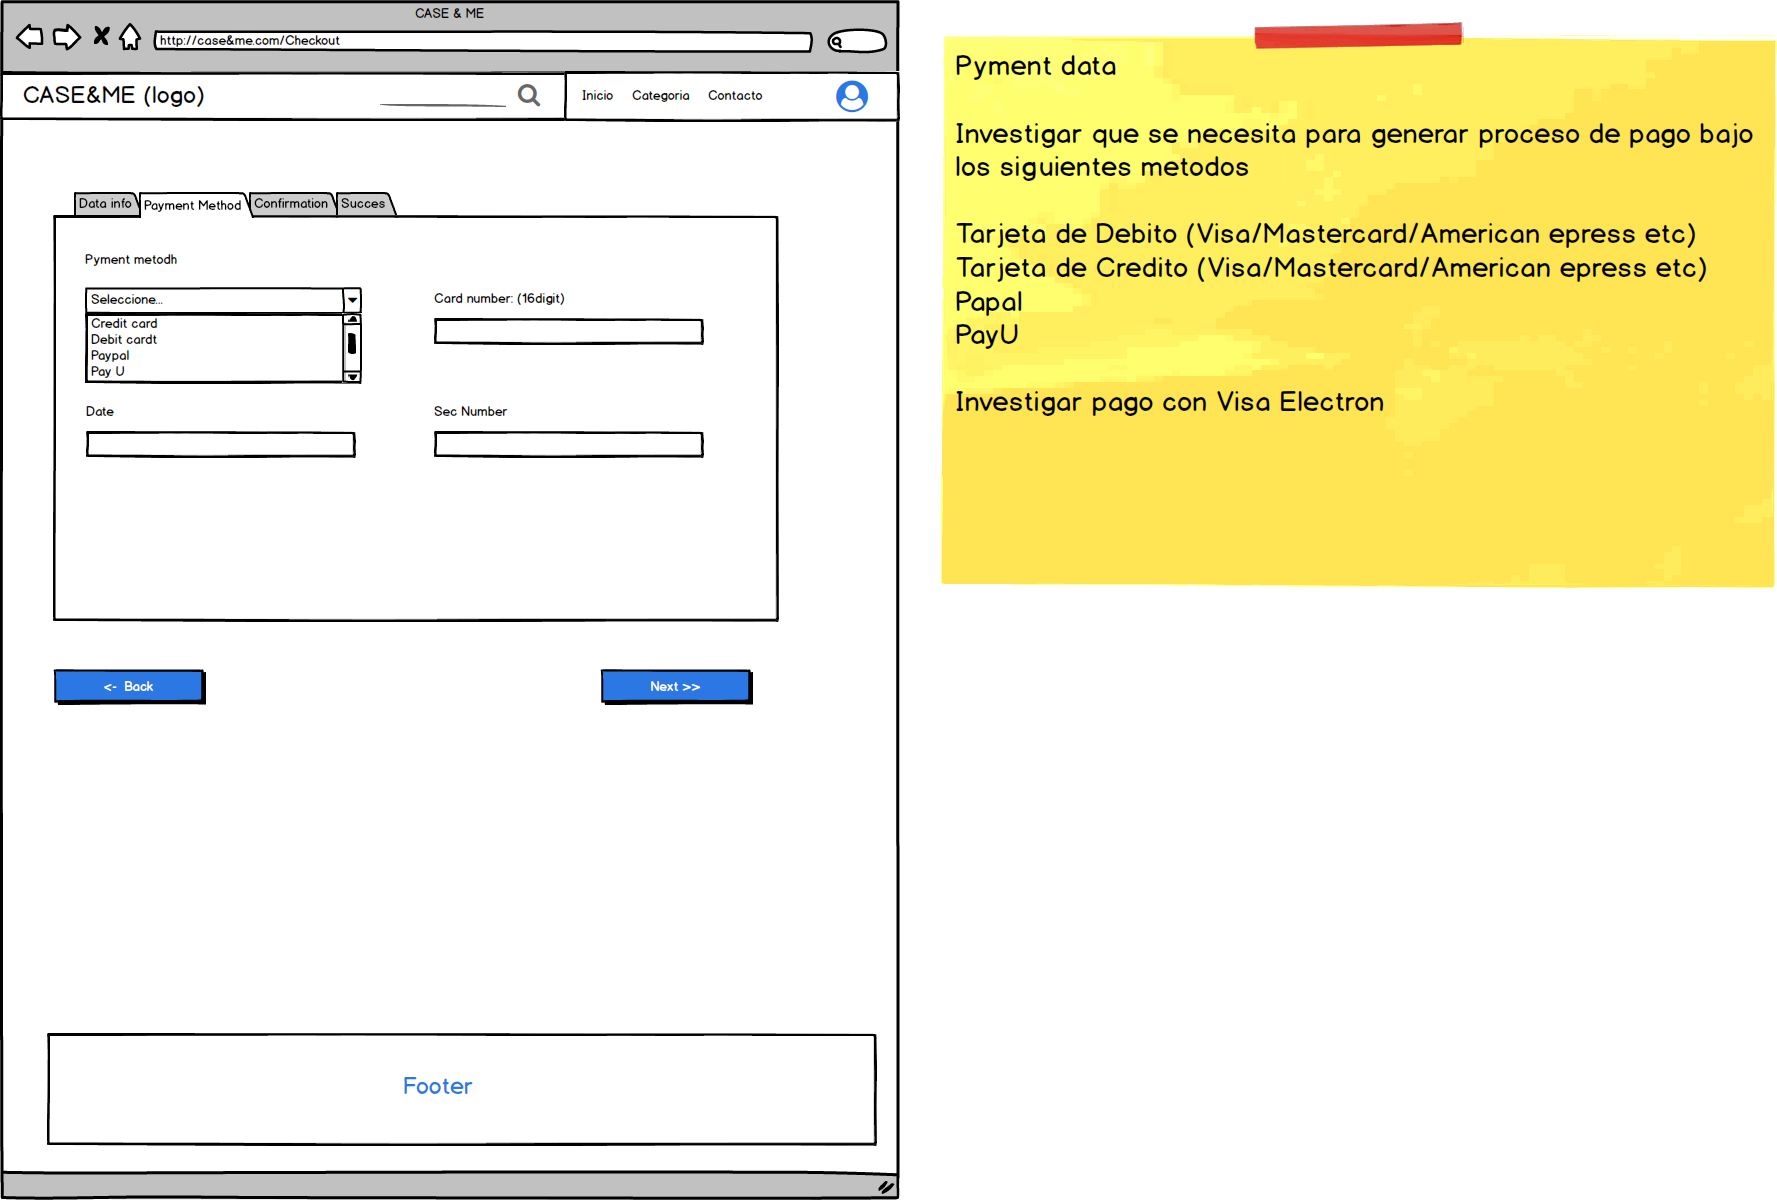 CASE & ME
http://case&me.com/Checkout
CASE&ME (logo)
Inicio Categoria Contacto
Data info Payment Method Confirmation Succes
Pyment metodh
Seleccione...
Credit card
Debit cardt
Paypal
Pay U
Card number: (16digit)
Date
Sec Number
<- Back
Next >>
Footer
Pyment data
Investigar que se necesita para generar proceso de pago bajo
los siguientes metodos
Tarjeta de Debito (Visa/Mastercard/American epress etc)
Tarjeta de Credito (Visa/Mastercard/American epress etc)
Papal
PayU
Investigar pago con Visa Electron